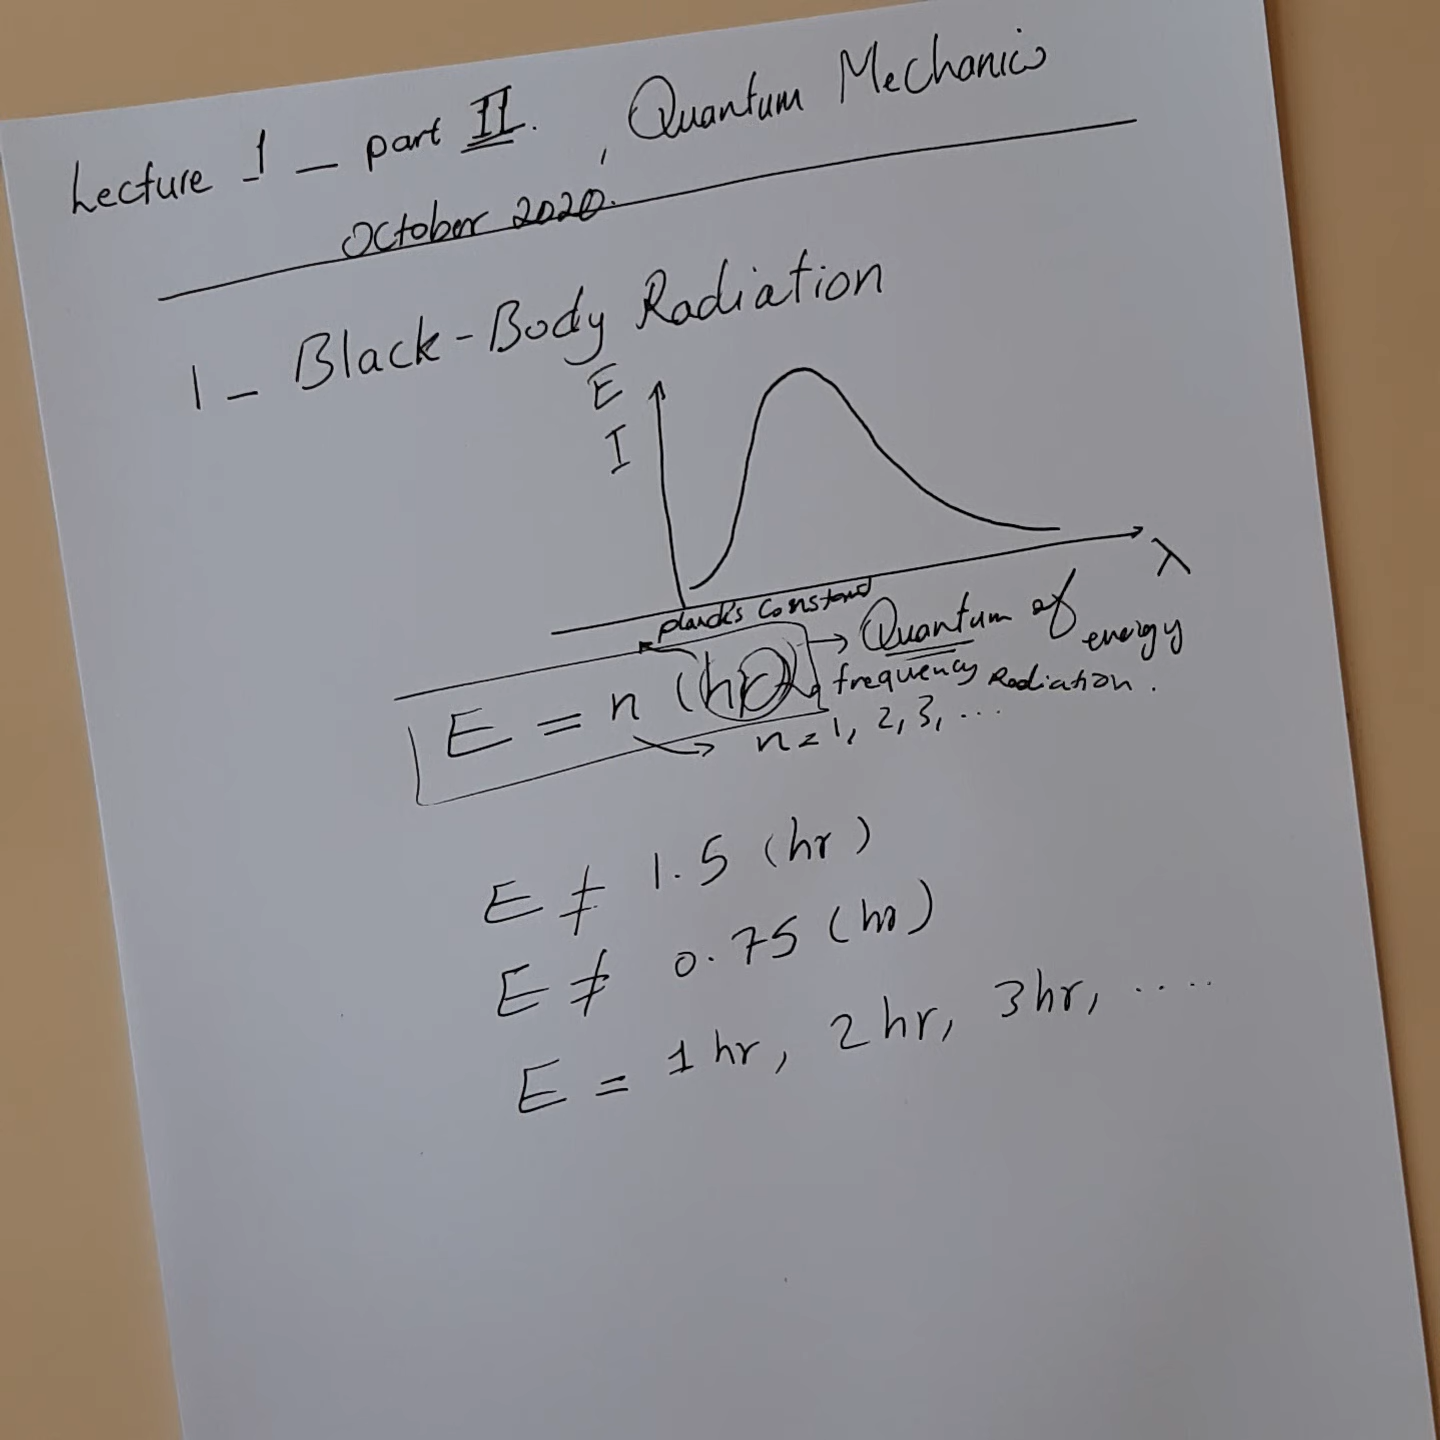 Lecture 1 - part II. , Quantum Mechanics
October 2020.
1 - Black-Body Radiation
E
I
λ
planck's constant
→ Quantum of energy
E = n (hν)
frequency Radiation.
n = 1, 2, 3, ...
E ≠ 1.5 (hν)
E ≠ 0.75 (hν)
E = 1hν, 2hν, 3hν, ....